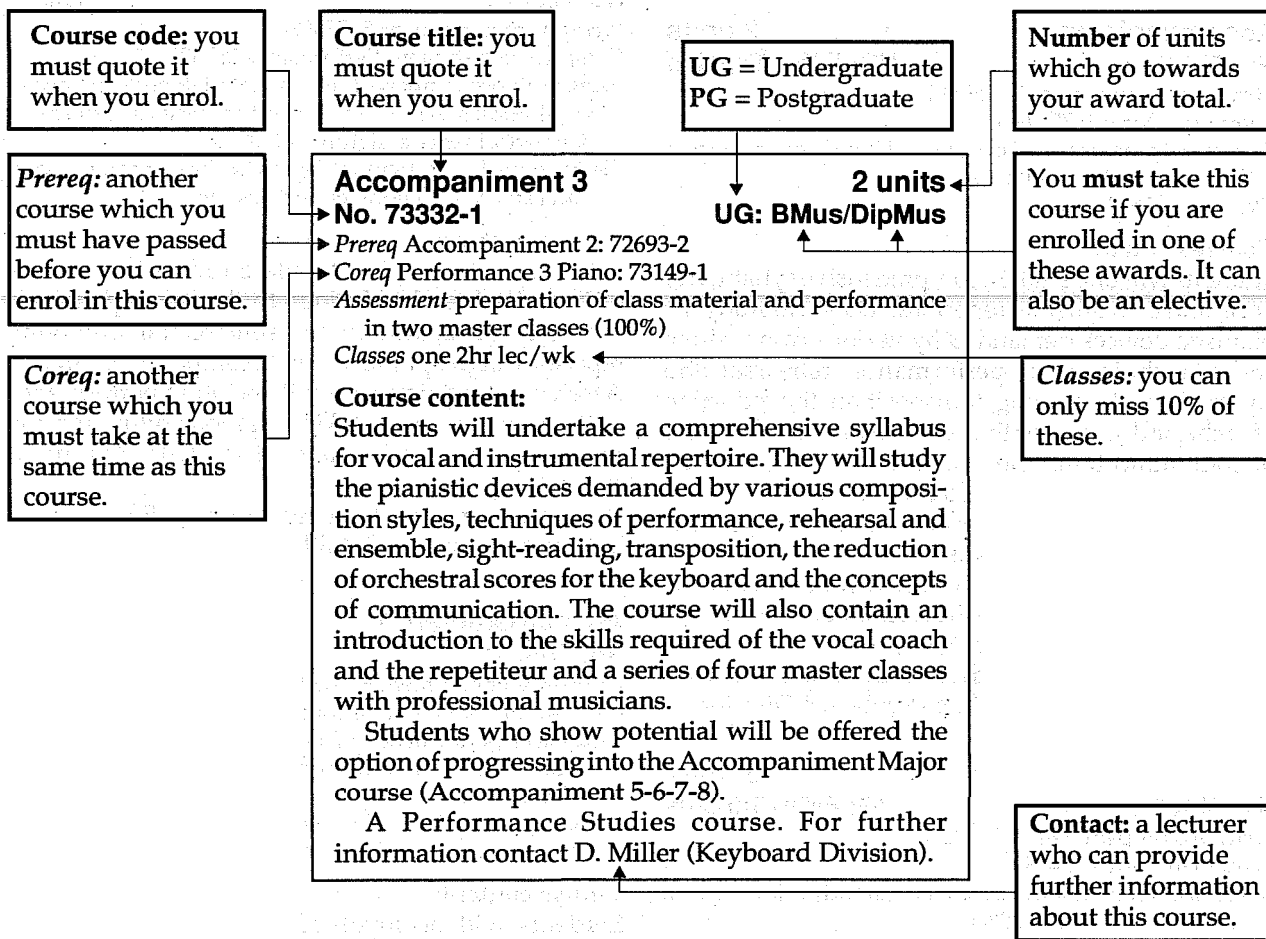 Course code: you
must quote it
when you enrol.
Course title: you
must quote it
when you enrol.
UG = Undergraduate
PG = Postgraduate
Number of units
which go towards
your award total.
Prereq: another
course which you
must have passed
before you can
enrol in this course.
Coreq: another
course which you
must take at the
same time as this
course.
Accompaniment 3 2 units
No. 73332-1 UG: BMus/DipMus
Prereq Accompaniment 2: 72693-2
Coreq Performance 3 Piano: 73149-1
Assessment preparation of class material and performance
in two master classes (100%)
Classes one 2hr lec/wk
Course content:
Students will undertake a comprehensive syllabus
for vocal and instrumental repertoire. They will study
the pianistic devices demanded by various composi-
tion styles, techniques of performance, rehearsal and
ensemble, sight-reading, transposition, the reduction
of orchestral scores for the keyboard and the concepts
of communication. The course will also contain an
introduction to the skills required of the vocal coach
and the repetiteur and a series of four master classes
with professional musicians.
Students who show potential will be offered the
option of progressing into the Accompaniment Major
course (Accompaniment 5-6-7-8).
A Performance Studies course. For further
information contact D. Miller (Keyboard Division).
You must take this
course if you are
enrolled in one of
these awards. It can
also be an elective.
Classes: you can
only miss 10% of
these.
Contact: a lecturer
who can provide
further information
about this course.